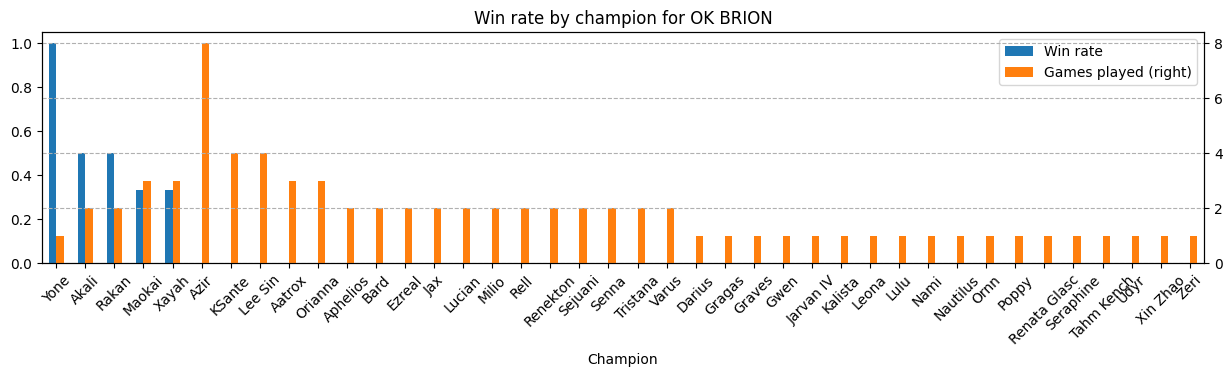 Win rate by champion for OK BRION
Win rate
Games played (right)
1.0
0.8
0.6
0.4
0.2
0.0
8
6
4
2
0
Yone
Akali
Rakan
Maokai
Xayah
Azir
KSante
Lee Sin
Aatrox
Orianna
Aphelios
Bard
Ezreal
Jax
Lucian
Milio
Rell
Renekton
Sejuani
Senna
Tristana
Varus
Darius
Gragas
Graves
Gwen
Jarvan IV
Kalista
Leona
Lulu
Nami
Nautilus
Ornn
Poppy
Renata Glasc
Seraphine
Tahm Kench
Udyr
Xin Zhao
Zeri
Champion